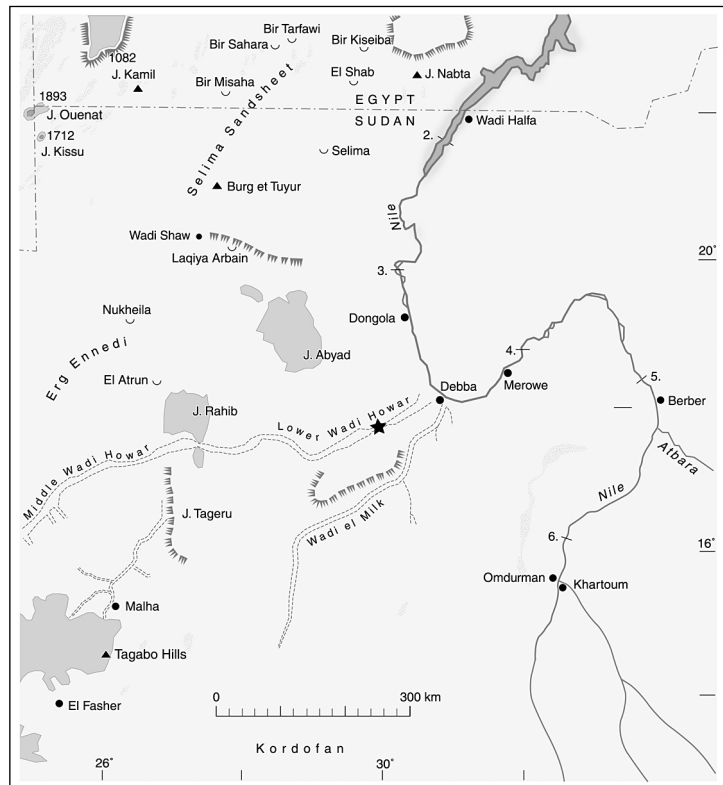 Bir Tarfawi
Bir Sahara
Bir Kiseiba
1082
J. Kamil
El Shab
J. Nabta
Bir Misaha
1893
J. Ouenat
EGYPT
SUDAN
Wadi Halfa
2.
1712
J. Kissu
Selima Sandsheet
Selima
Burg et Tuyur
Nile
Wadi Shaw
Laqiya Arbain
20°
3.
Nukheila
Dongola
J. Abyad
Erg Ennedi
4.
El Atrun
Merowe
5.
Debba
Berber
J. Rahib
Lower Wadi Howar
Atbara
Middle Wadi Howar
Nile
J. Tageru
Wadi el Milk
6.
16°
Omdurman
Khartoum
Malha
Tagabo Hills
El Fasher
0 300 km
Kordofan
26° 30°